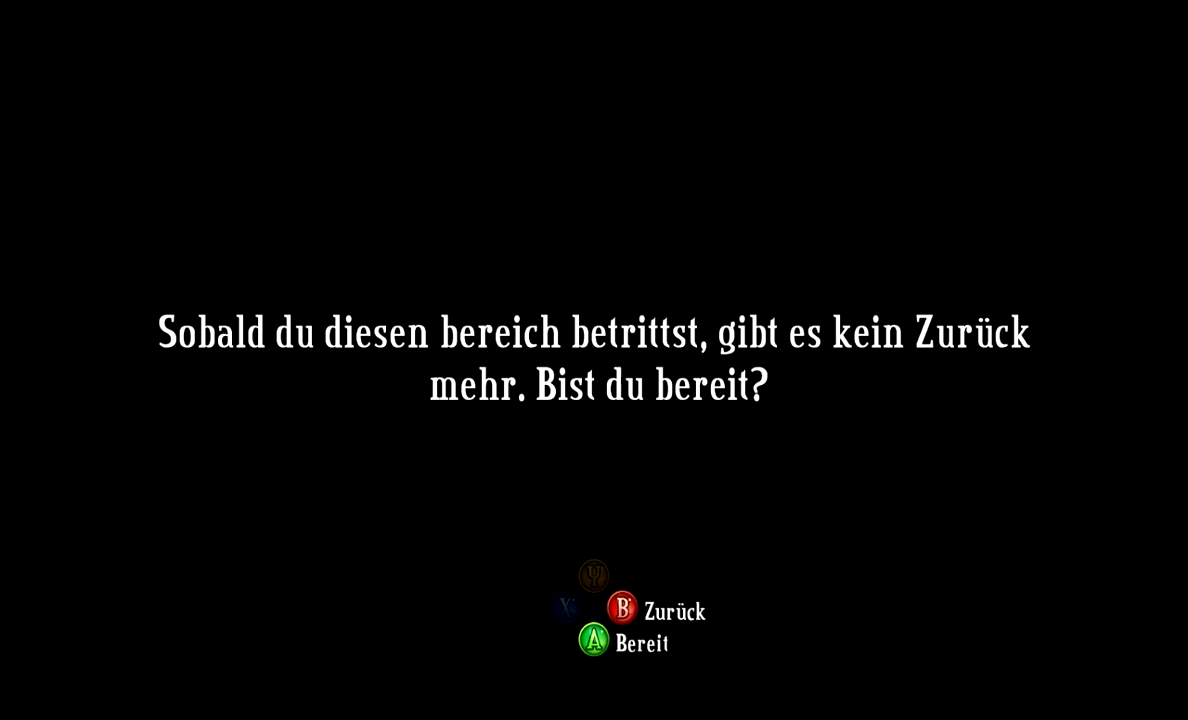 Sobald du diesen bereich betrittst, gibt es kein Zurück
mehr. Bist du bereit?
Y
X
B Zurück
A Bereit